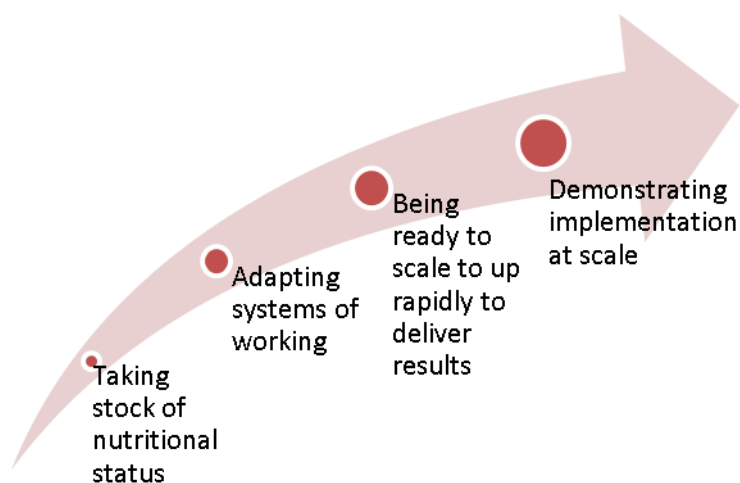 Taking
stock of
nutritional
status
Adapting
systems of
working
Being
ready to
scale to up
rapidly to
deliver
results
Demonstrating
implementation
at scale